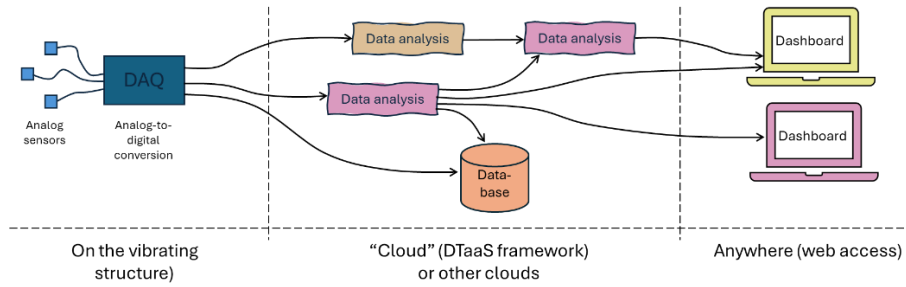 Data analysis
Data analysis
Dashboard
DAQ
Data analysis
Analog
sensors
Analog-to-
digital
conversion
Dashboard
Data-
base
On the vibrating
structure)
“Cloud” (DTaaS framework)
or other clouds
Anywhere (web access)